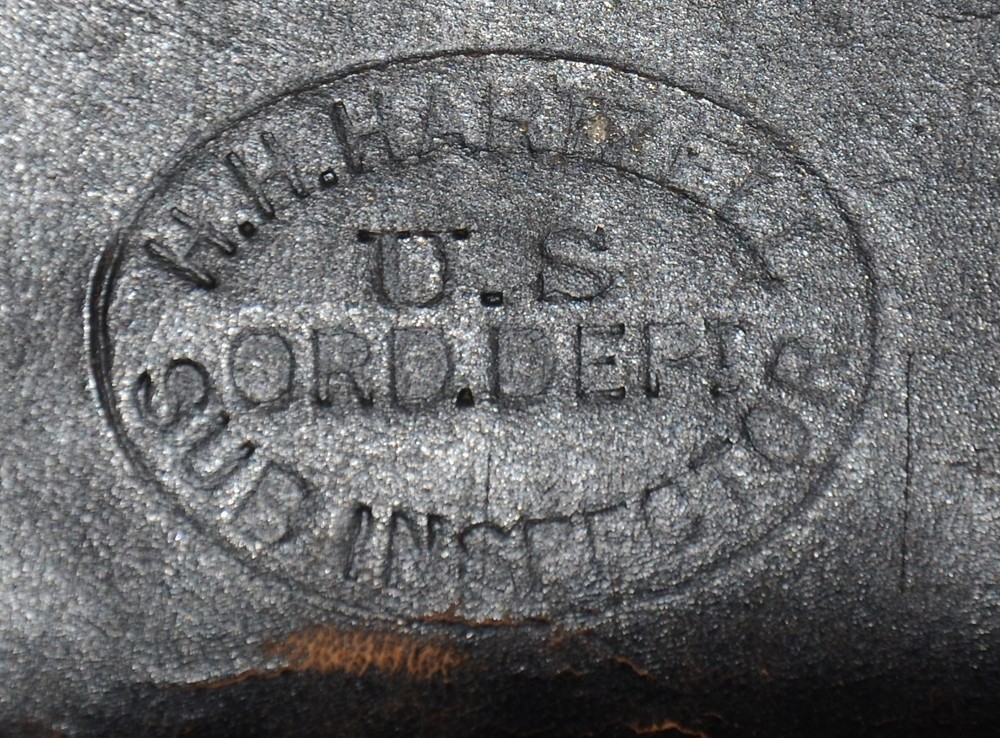 H.H.HARTZELL
U.S
ORD.DEPT
SUB INSPECTOR